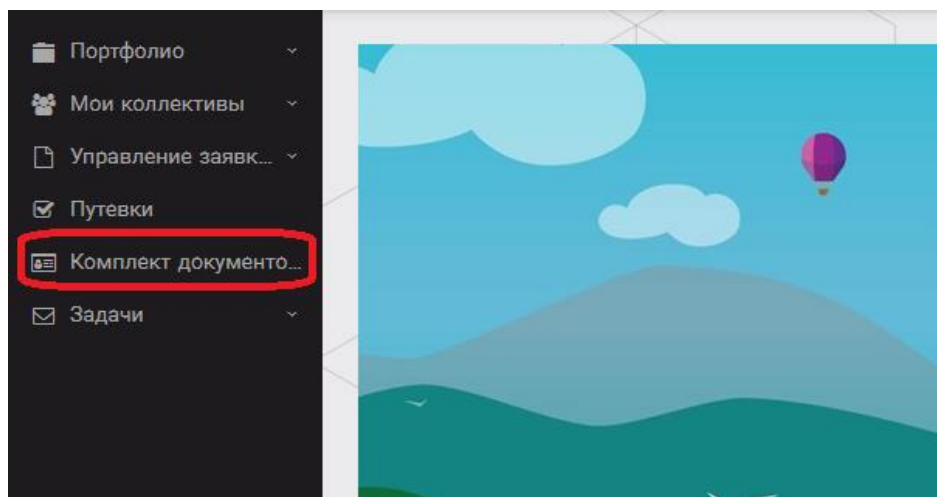 Портфолио
Мои коллективы
Управление заявк...
Путевки
Комплект документо...
Задачи